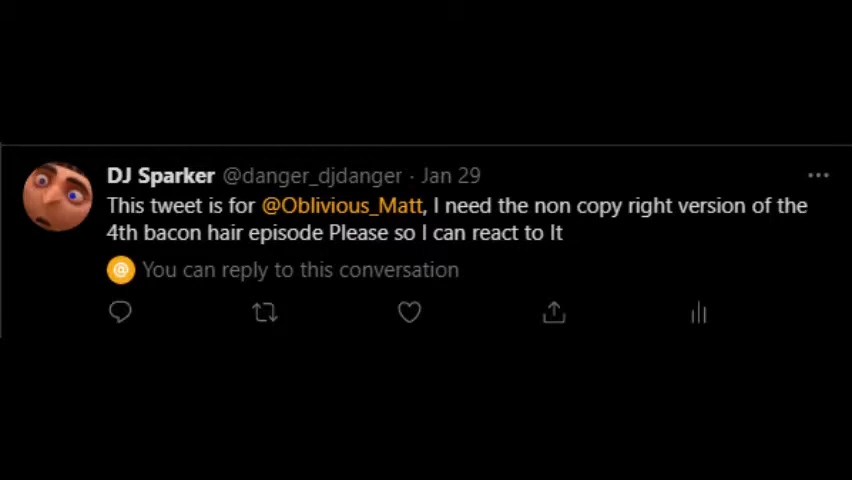 DJ Sparker @danger_djdanger · Jan 29
This tweet is for @Oblivious_Matt, I need the non copy right version of the
4th bacon hair episode Please so I can react to It
@ You can reply to this conversation